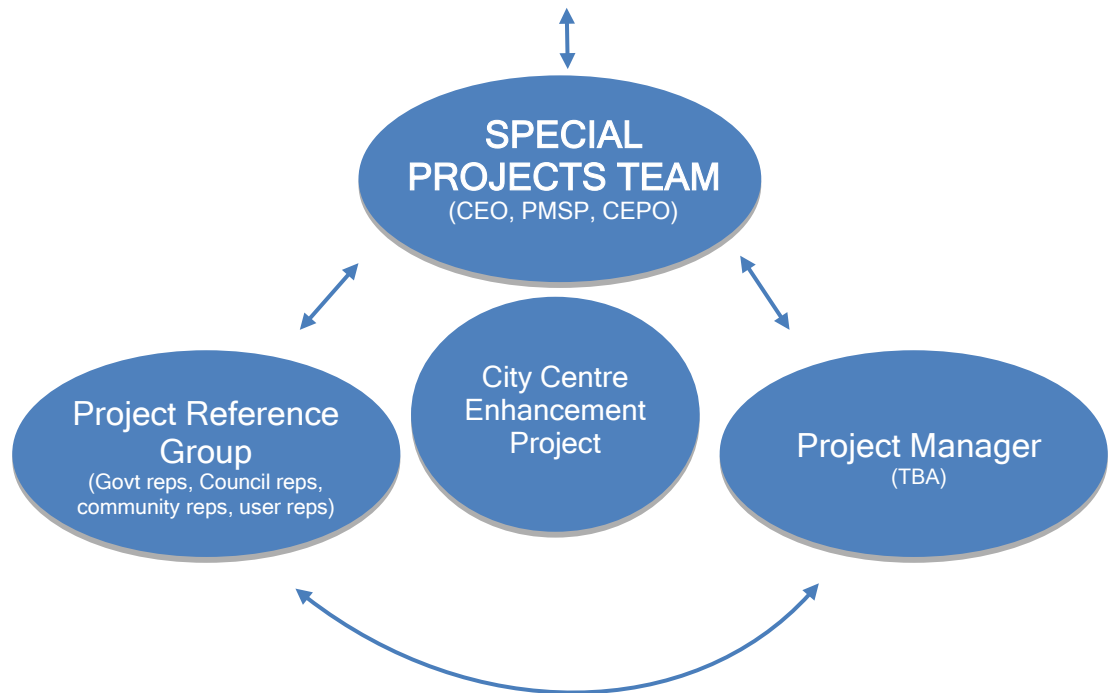 SPECIAL
PROJECTS TEAM
(CEO, PMSP, CEPO)
City Centre
Enhancement
Project
Project Reference
Group
(Govt reps, Council reps,
community reps, user reps)
Project Manager
(TBA)